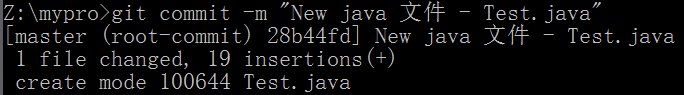 Z:\mypro>git commit -m "New java 文件 - Test.java"
[master (root-commit) 28b44fd] New java 文件 - Test.java
 1 file changed, 19 insertions(+)
 create mode 100644 Test.java